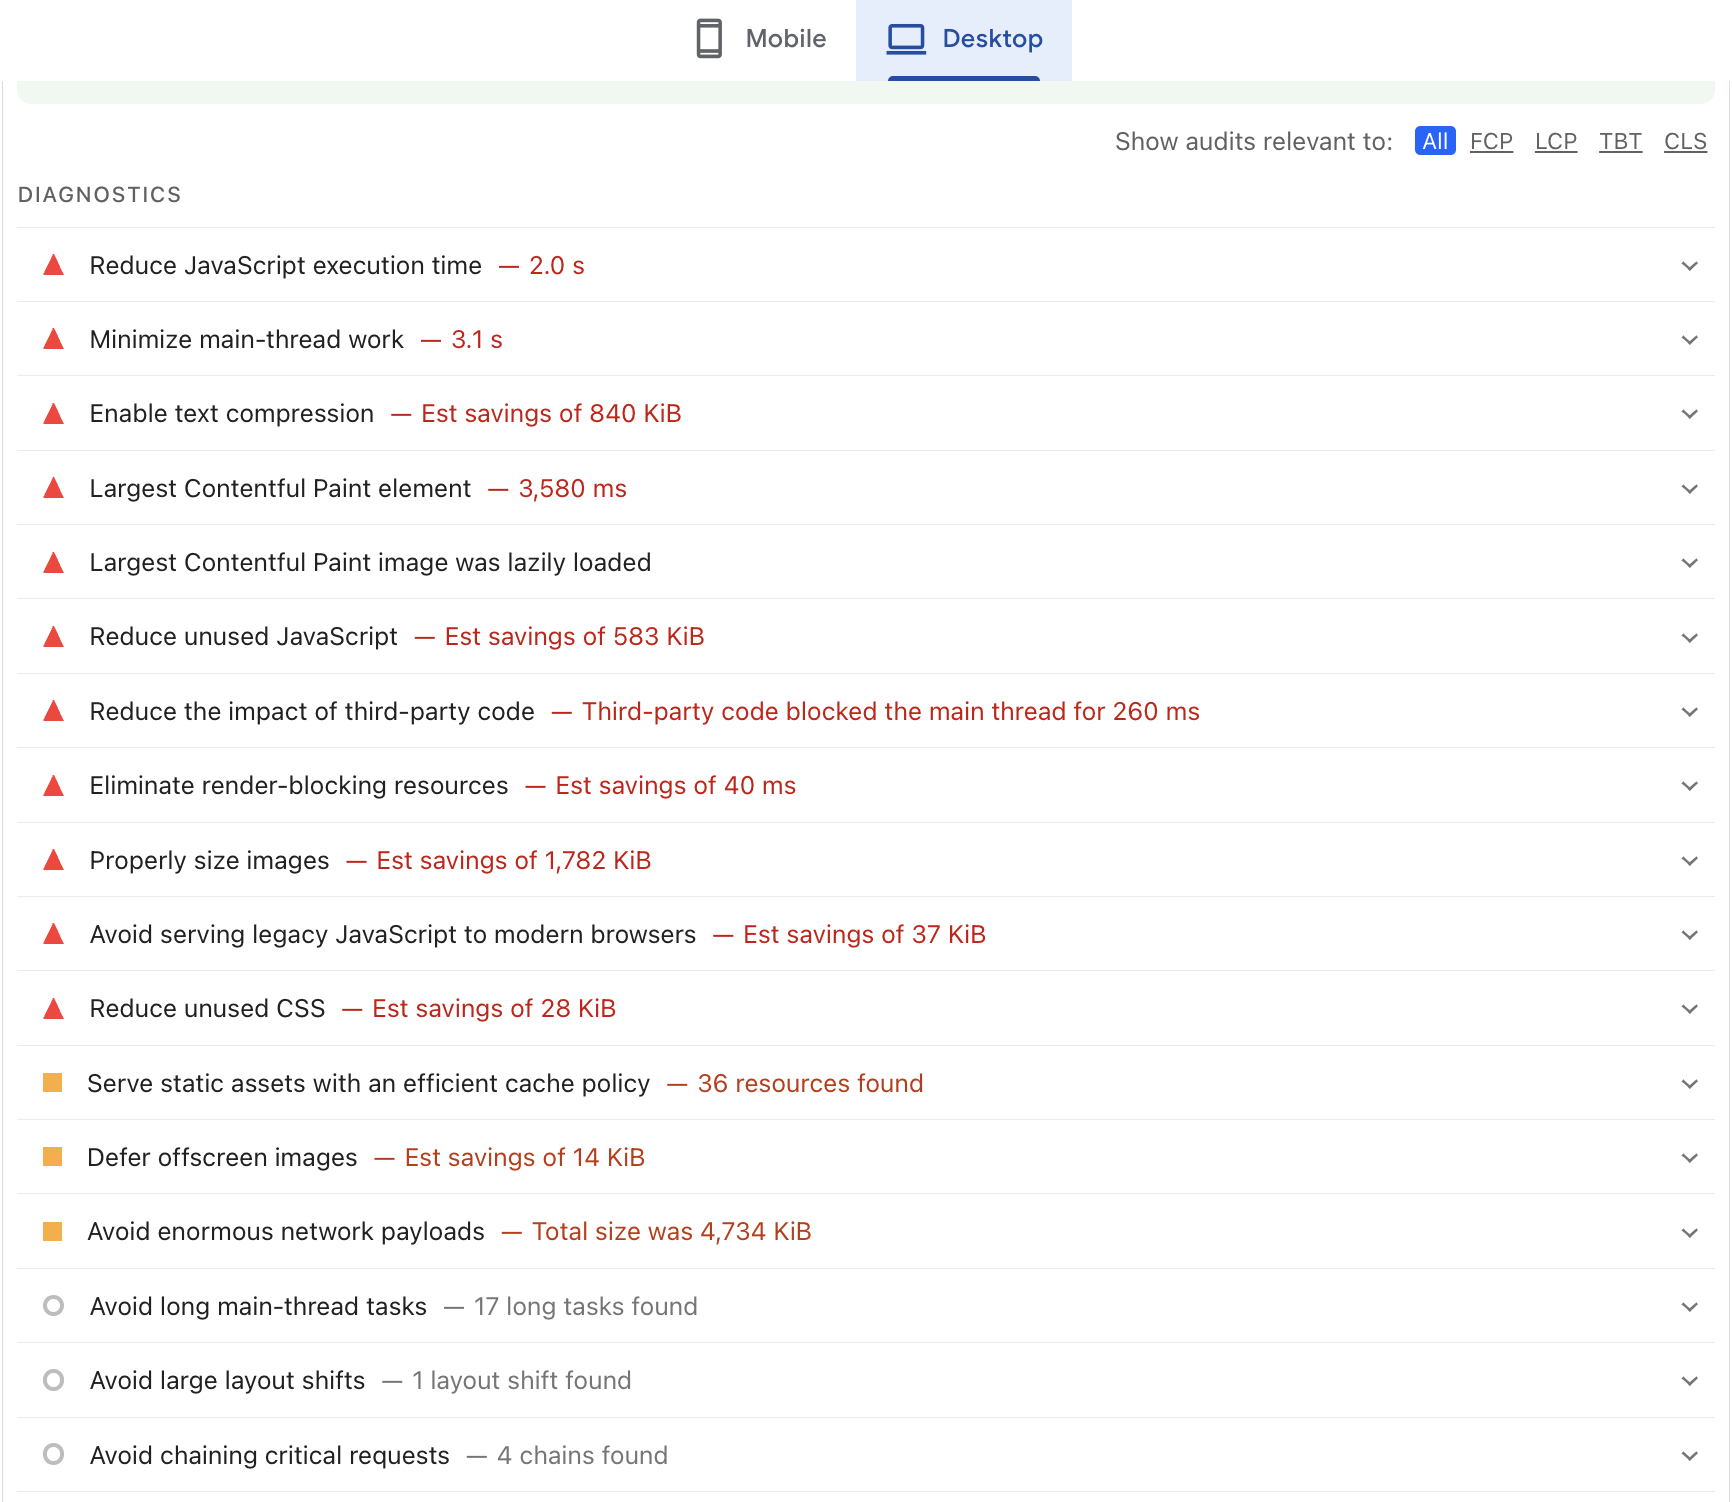 Mobile
Desktop
Show audits relevant to: All FCP LCP TBT CLS
DIAGNOSTICS
Reduce JavaScript execution time — 2.0 s
Minimize main-thread work — 3.1 s
Enable text compression — Est savings of 840 KiB
Largest Contentful Paint element — 3,580 ms
Largest Contentful Paint image was lazily loaded
Reduce unused JavaScript — Est savings of 583 KiB
Reduce the impact of third-party code — Third-party code blocked the main thread for 260 ms
Eliminate render-blocking resources — Est savings of 40 ms
Properly size images — Est savings of 1,782 KiB
Avoid serving legacy JavaScript to modern browsers — Est savings of 37 KiB
Reduce unused CSS — Est savings of 28 KiB
Serve static assets with an efficient cache policy — 36 resources found
Defer offscreen images — Est savings of 14 KiB
Avoid enormous network payloads — Total size was 4,734 KiB
Avoid long main-thread tasks — 17 long tasks found
Avoid large layout shifts — 1 layout shift found
Avoid chaining critical requests — 4 chains found